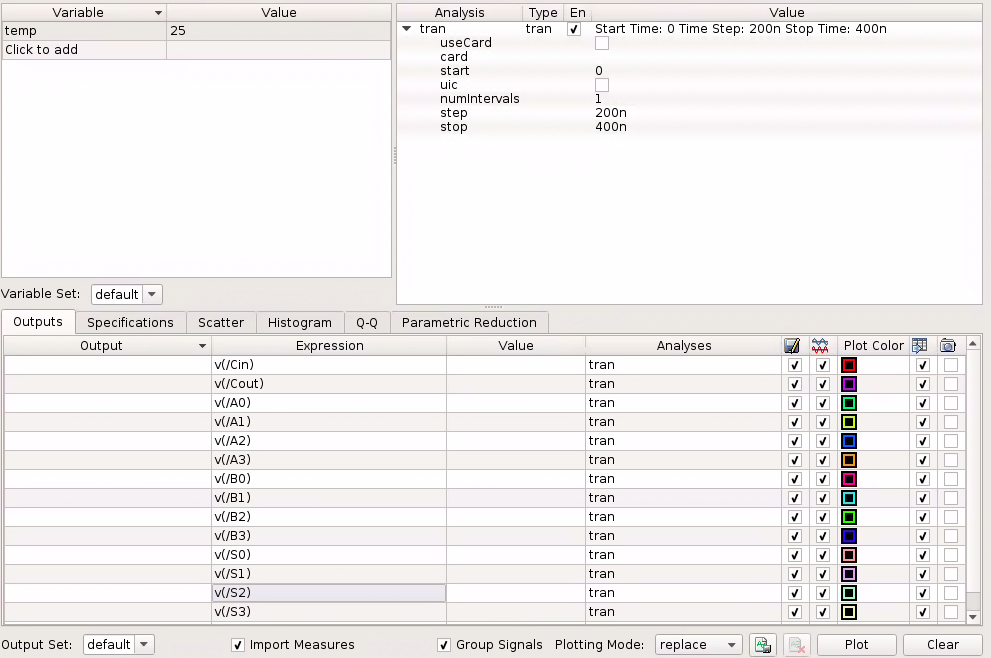 Variable Value
temp 25
Click to add
Variable Set: default
Analysis Type En Value
tran tran Start Time: 0 Time Step: 200n Stop Time: 400n
useCard
card
start 0
uic
numIntervals 1
step 200n
stop 400n
Outputs Specifications Scatter Histogram Q-Q Parametric Reduction
Output Expression Value Analyses Plot Color
v(/Cin) tran
v(/Cout) tran
v(/A0) tran
v(/A1) tran
v(/A2) tran
v(/A3) tran
v(/B0) tran
v(/B1) tran
v(/B2) tran
v(/B3) tran
v(/S0) tran
v(/S1) tran
v(/S2) tran
v(/S3) tran
Output Set: default Import Measures Group Signals Plotting Mode: replace Plot Clear